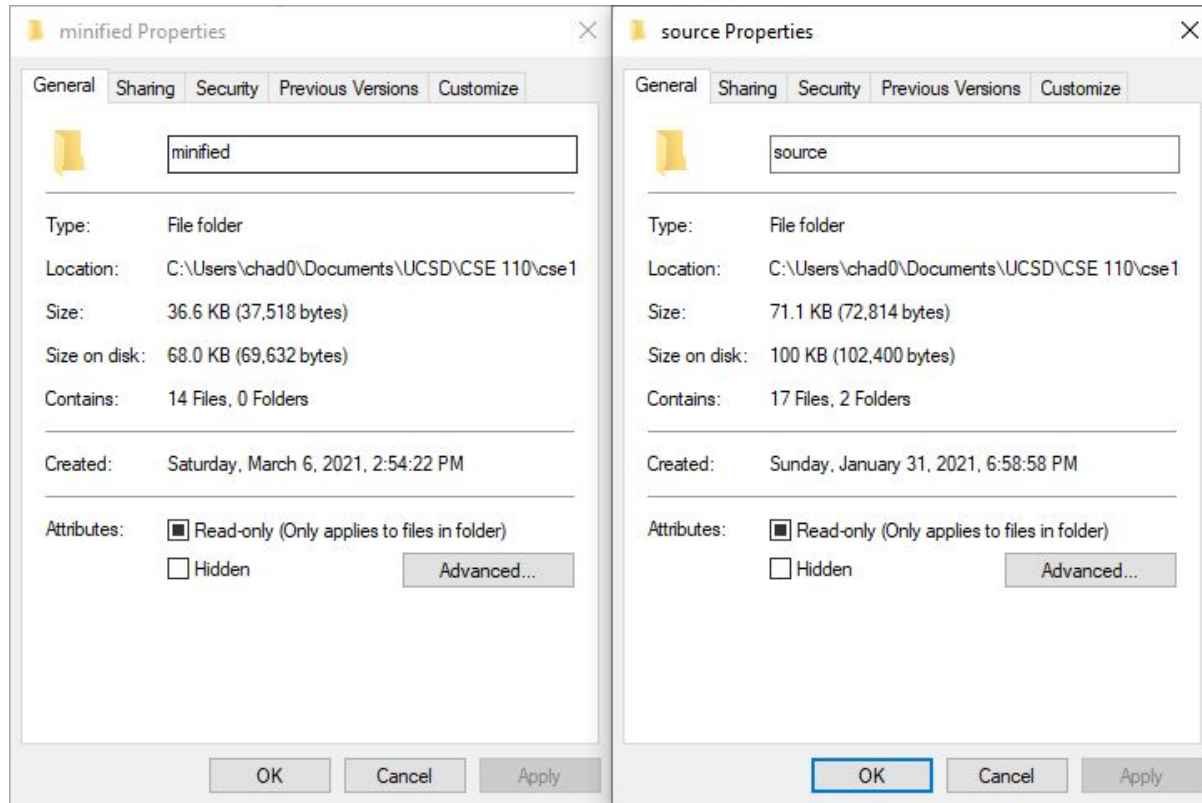 minified Properties
General Sharing Security Previous Versions Customize
minified
Type: File folder
Location: C:\Users\chad0\Documents\UCSD\CSE 110\cse1
Size: 36.6 KB (37,518 bytes)
Size on disk: 68.0 KB (69,632 bytes)
Contains: 14 Files, 0 Folders
Created: Saturday, March 6, 2021, 2:54:22 PM
Attributes: Read-only (Only applies to files in folder)
Hidden Advanced...
OK Cancel Apply
source Properties
General Sharing Security Previous Versions Customize
source
Type: File folder
Location: C:\Users\chad0\Documents\UCSD\CSE 110\cse1
Size: 71.1 KB (72,814 bytes)
Size on disk: 100 KB (102,400 bytes)
Contains: 17 Files, 2 Folders
Created: Sunday, January 31, 2021, 6:58:58 PM
Attributes: Read-only (Only applies to files in folder)
Hidden Advanced...
OK Cancel Apply